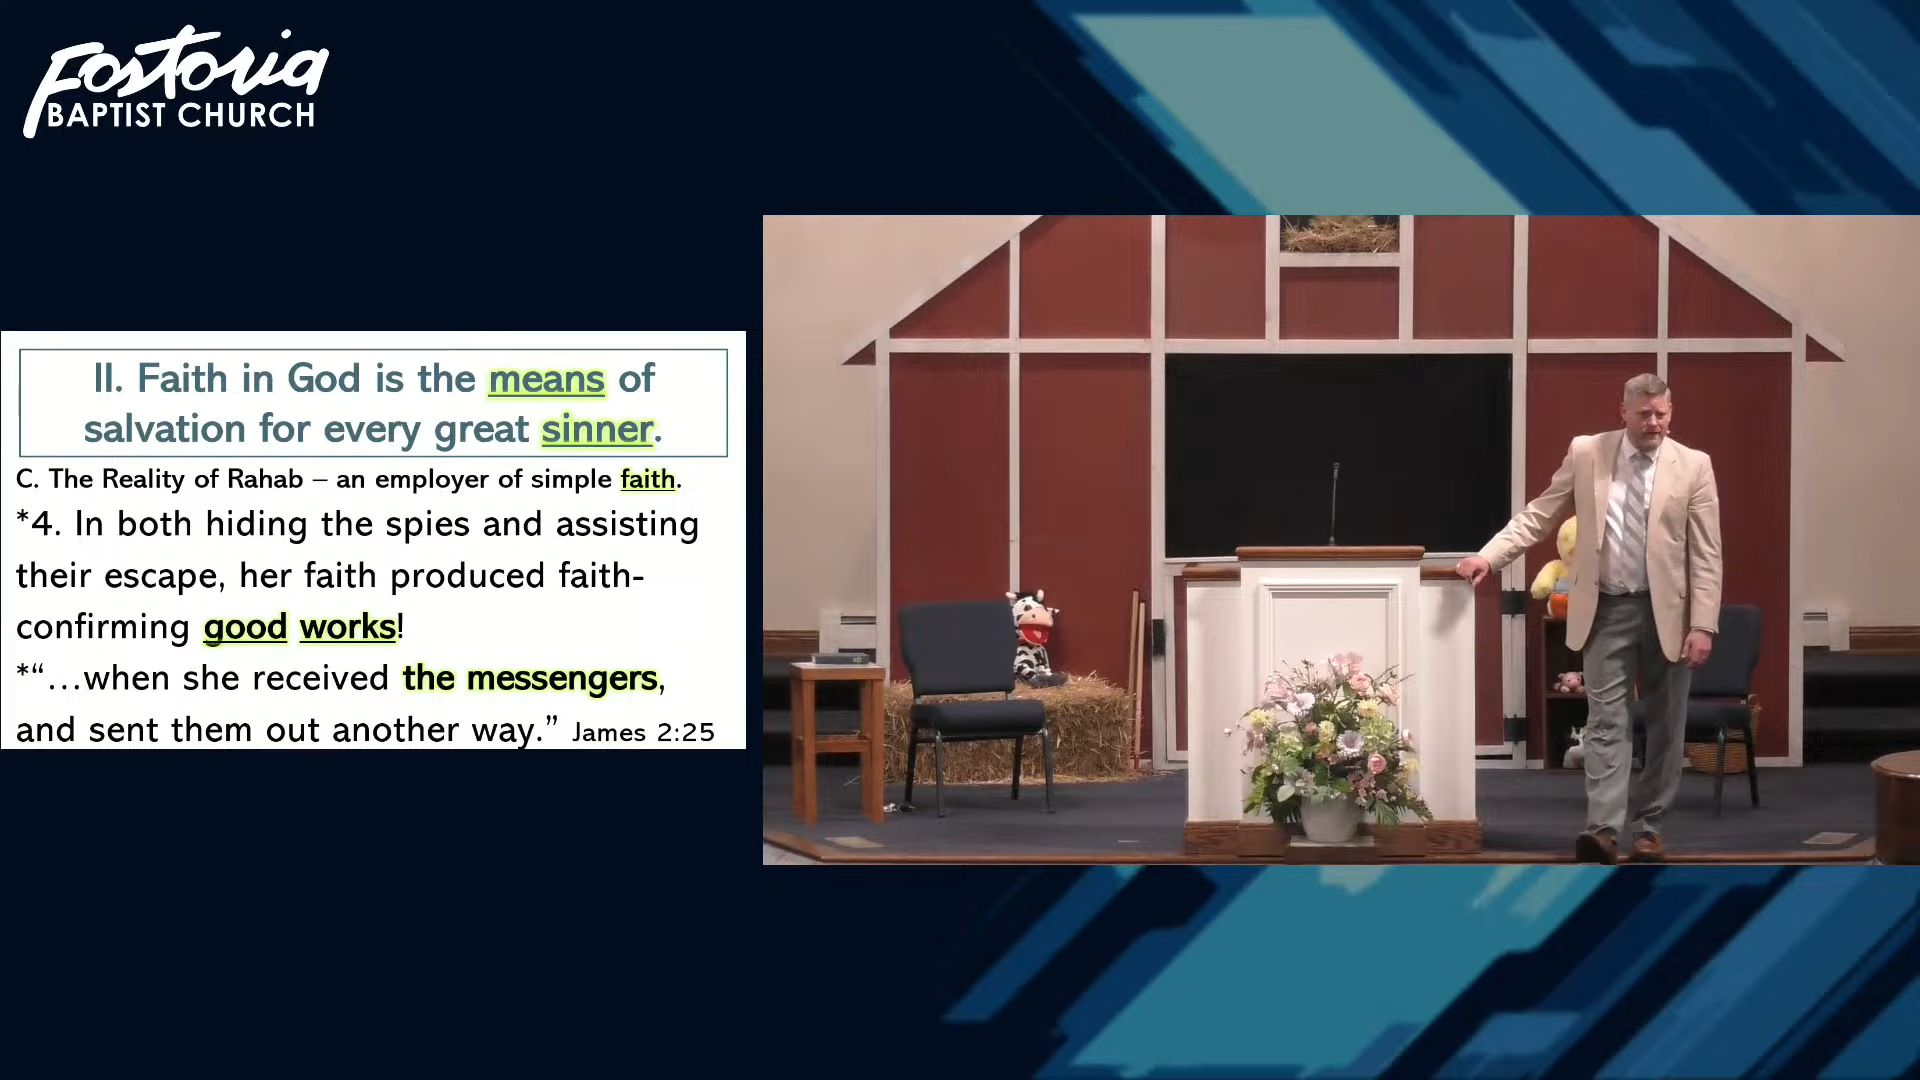 Fostoria
BAPTIST CHURCH
II. Faith in God is the means of
salvation for every great sinner.
C. The Reality of Rahab – an employer of simple faith.
*4. In both hiding the spies and assisting
their escape, her faith produced faith-
confirming good works!
*“…when she received the messengers,
and sent them out another way.” James 2:25